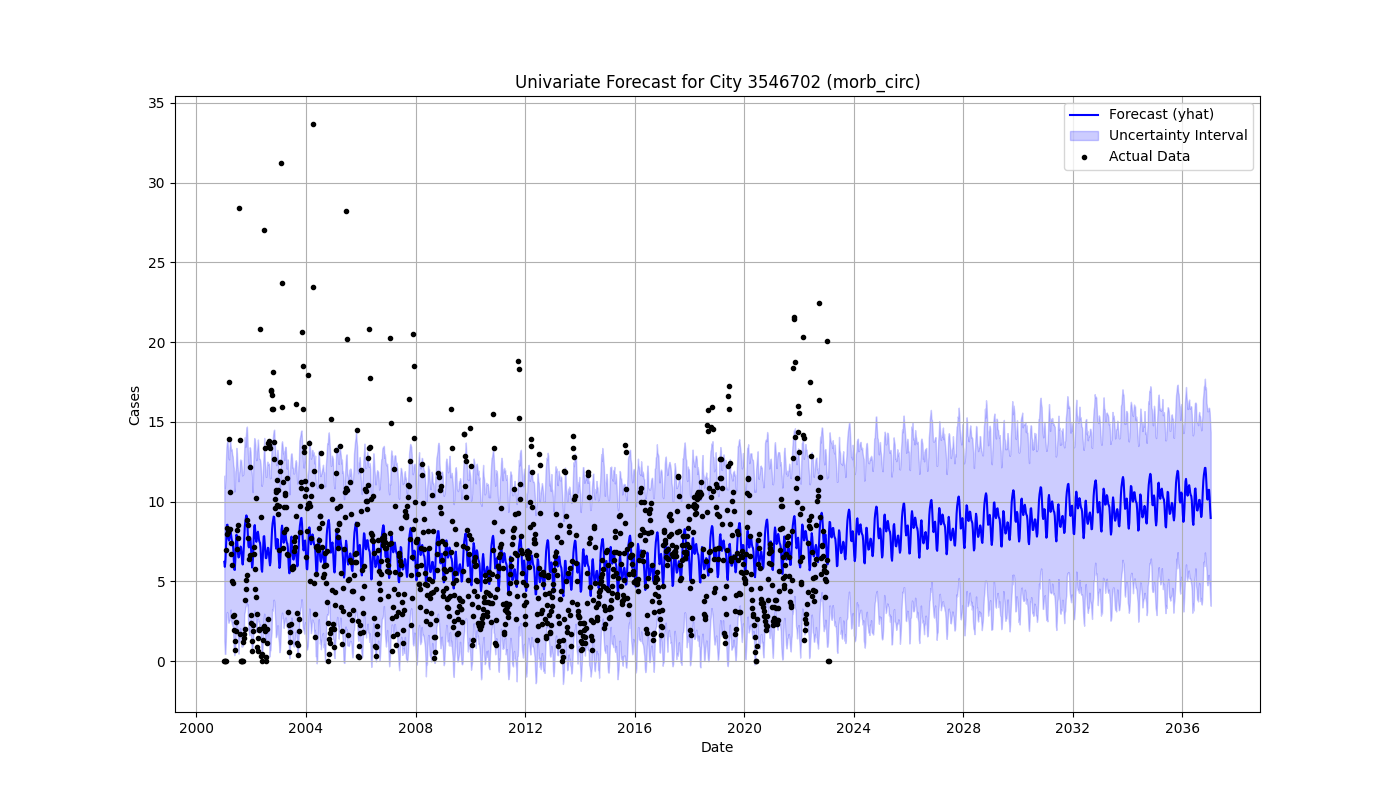 Univariate Forecast for City 3546702 (morb_circ)
Forecast (yhat)
Uncertainty Interval
Actual Data
Cases
35
30
25
20
15
10
5
0
2000 2004 2008 2012 2016 2020 2024 2028 2032 2036
Date